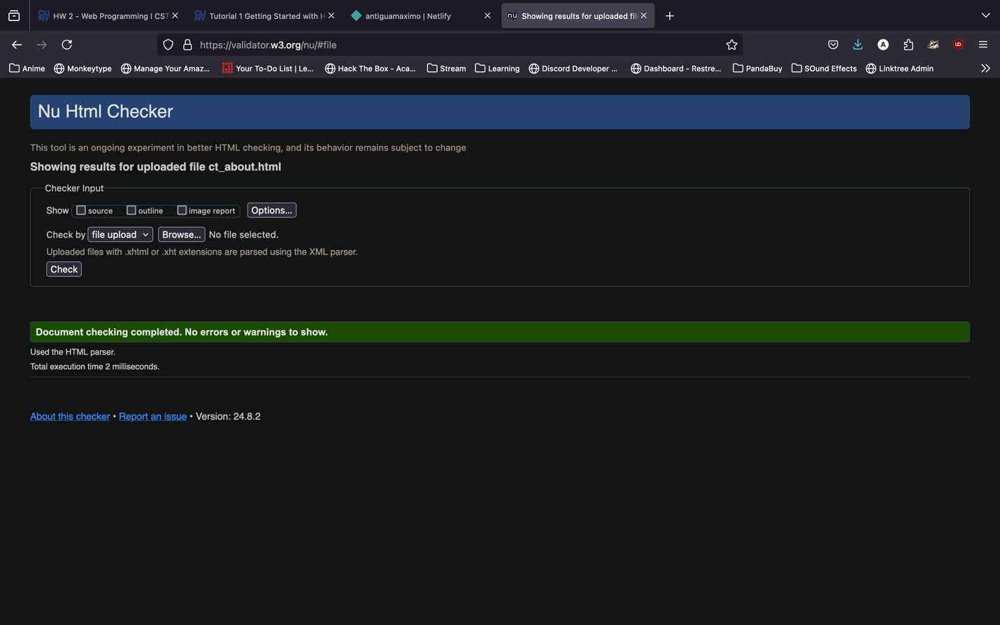 HW 2 - Web Programming I CST
Tutorial 1 Getting Started with H
antiguamaximo | Netlify
nu Showing results for uploaded fil
https://validator.w3.org/nu/#file
A
Anime Monkeytype Manage Your Amaz... Your To-Do List | Le... Hack The Box - Aca... Stream Learning Discord Developer ... Dashboard - Restre... PandaBuy SOund Effects Linktree Admin
Nu Html Checker
This tool is an ongoing experiment in better HTML checking, and its behavior remains subject to change
Showing results for uploaded file ct_about.html
Checker Input
Show source outline image report Options...
Check by file upload Browse... No file selected.
Uploaded files with .xhtml or .xht extensions are parsed using the XML parser.
Check
Document checking completed. No errors or warnings to show.
Used the HTML parser.
Total execution time 2 milliseconds.
About this checker • Report an issue • Version: 24.8.2